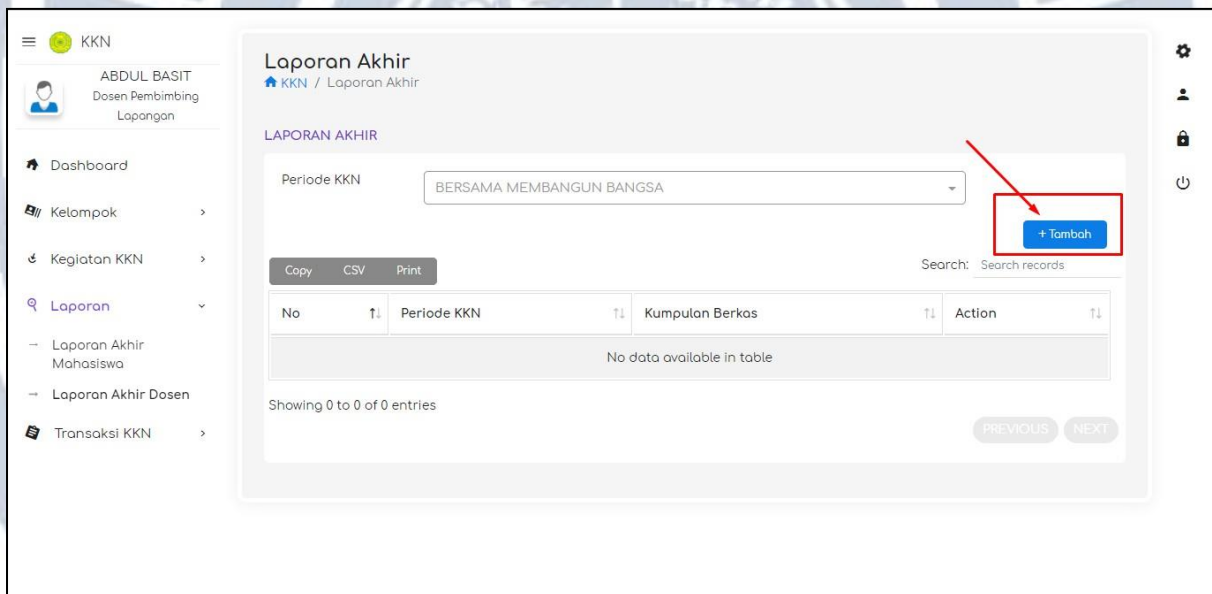 KKN
ABDUL BASIT
Dosen Pembimbing
Lapangan
Dashboard
Kelompok
Kegiatan KKN
Laporan
Laporan Akhir
Mahasiswa
Laporan Akhir Dosen
Transaksi KKN
Laporan Akhir
KKN / Laporan Akhir
LAPORAN AKHIR
Periode KKN BERSAMA MEMBANGUN BANGSA
+ Tambah
Copy CSV Print Search: Search records
No Periode KKN Kumpulan Berkas Action
No data available in table
Showing 0 to 0 of 0 entries
PREVIOUS NEXT